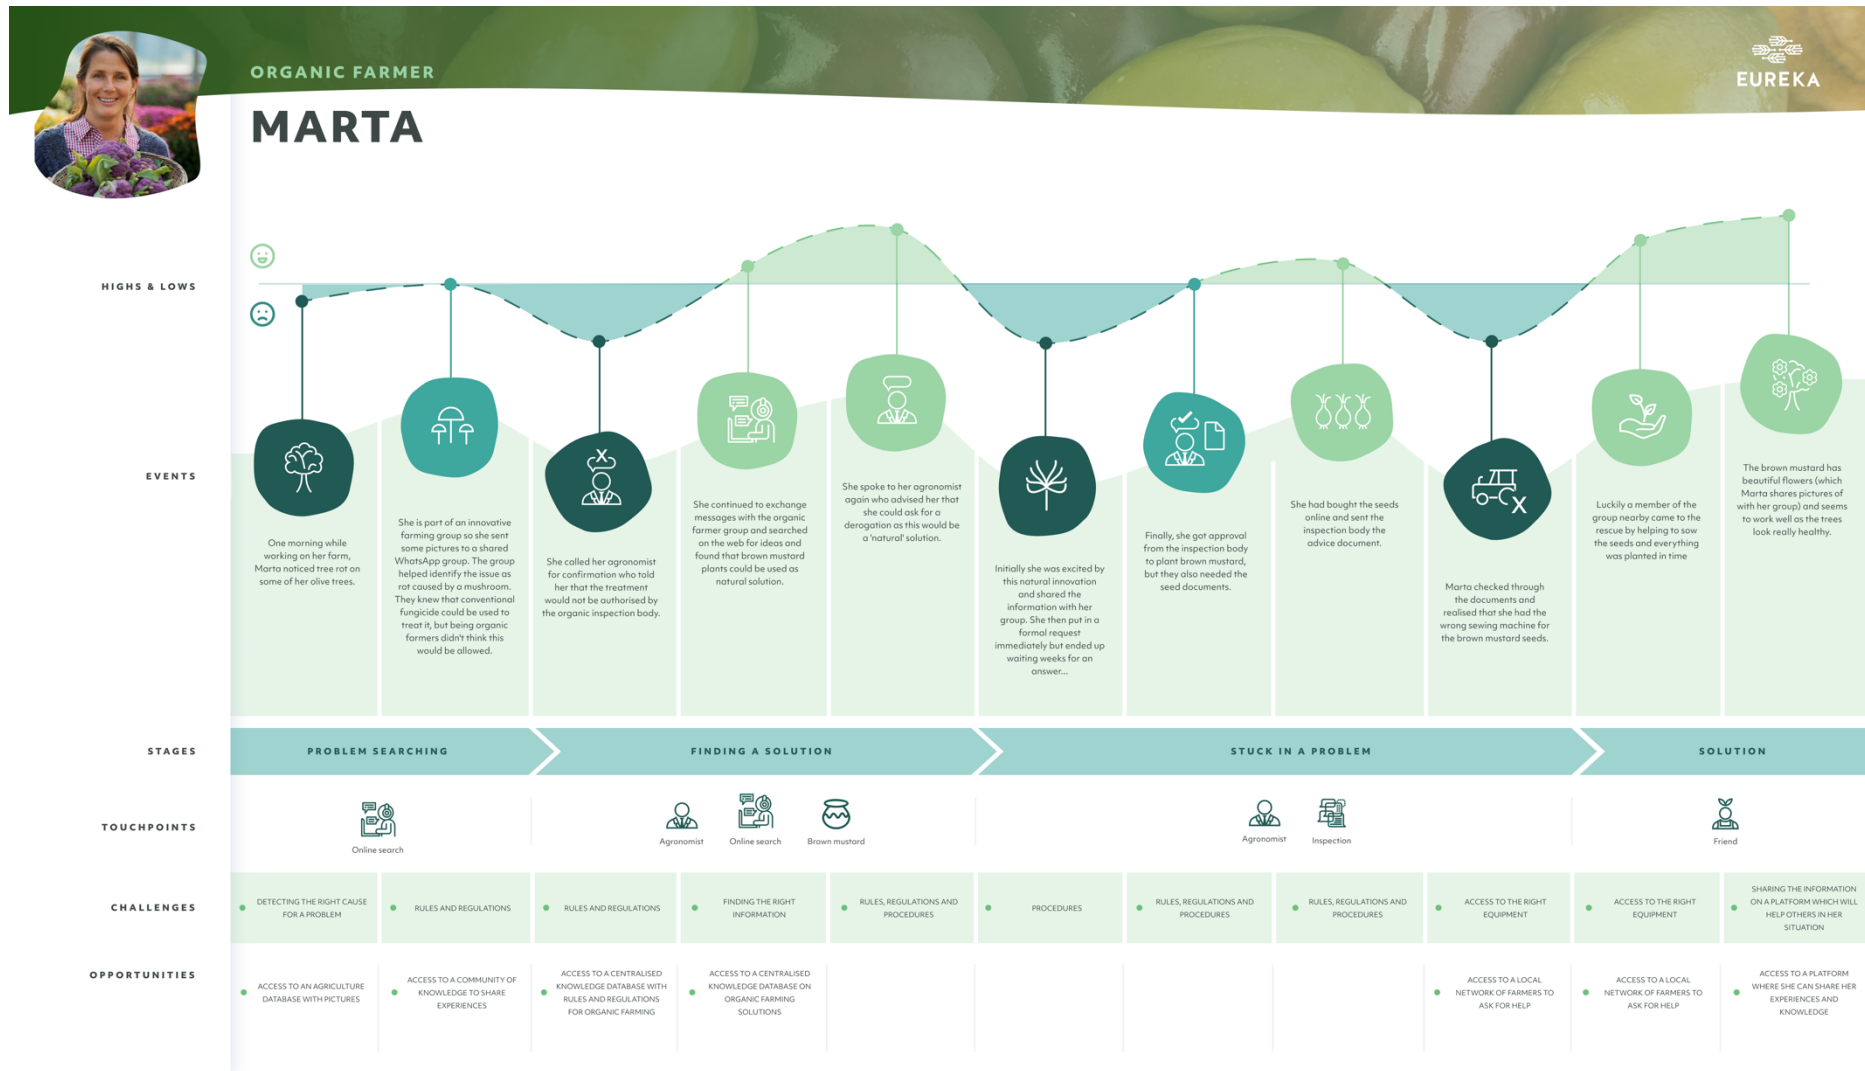 ORGANIC FARMER
MARTA
EUREKA
HIGHS & LOWS
EVENTS
One morning while
working on her farm,
Marta noticed tree rot on
some of her olive trees.
She is part of an innovative
farming group so she sent
some pictures to a shared
WhatsApp group. The group
helped identify the issue as
rot caused by a mushroom.
They knew that conventional
fungicide could be used to
treat it, but being organic
farmers didn't think this
would be allowed.
She called her agronomist
for confirmation who told
her that the treatment
would not be authorised by
the organic inspection body.
She continued to exchange
messages with the organic
farmer group and searched
on the web for ideas and
found that brown mustard
plants could be used as
natural solution.
She spoke to her agronomist
again who advised her that
she could ask for a
derogation as this would be
a 'natural' solution.
Initially she was excited by
this natural innovation
and shared the
information with her
group. She then put in a
formal request
immediately but ended up
waiting weeks for an
answer...
Finally, she got approval
from the inspection body
to plant brown mustard,
but they also needed the
seed documents.
She had bought the seeds
online and sent the
inspection body the
advice document.
Marta checked through
the documents and
realised that she had the
wrong sewing machine for
the brown mustard seeds.
Luckily a member of the
group nearby came to the
rescue by helping to sow
the seeds and everything
was planted in time
The brown mustard has
beautiful flowers (which
Marta shares pictures of
with her group) and seems
to work well as the trees
look really healthy.
STAGES
PROBLEM SEARCHING
FINDING A SOLUTION
STUCK IN A PROBLEM
SOLUTION
TOUCHPOINTS
Online search
Agronomist
Online search
Brown mustard
Agronomist
Inspection
Friend
CHALLENGES
DETECTING THE RIGHT CAUSE
FOR A PROBLEM
RULES AND REGULATIONS
RULES AND REGULATIONS
FINDING THE RIGHT
INFORMATION
RULES, REGULATIONS AND
PROCEDURES
PROCEDURES
RULES, REGULATIONS AND
PROCEDURES
RULES, REGULATIONS AND
PROCEDURES
ACCESS TO THE RIGHT
EQUIPMENT
ACCESS TO THE RIGHT
EQUIPMENT
SHARING THE INFORMATION
ON A PLATFORM WHICH WILL
HELP OTHERS IN HER
SITUATION
OPPORTUNITIES
ACCESS TO AN AGRICULTURE
DATABASE WITH PICTURES
ACCESS TO A COMMUNITY OF
KNOWLEDGE TO SHARE
EXPERIENCES
ACCESS TO A CENTRALISED
KNOWLEDGE DATABASE WITH
RULES AND REGULATIONS
FOR ORGANIC FARMING
ACCESS TO A CENTRALISED
KNOWLEDGE DATABASE ON
ORGANIC FARMING
SOLUTIONS
ACCESS TO A LOCAL
NETWORK OF FARMERS TO
ASK FOR HELP
ACCESS TO A LOCAL
NETWORK OF FARMERS TO
ASK FOR HELP
ACCESS TO A PLATFORM
WHERE SHE CAN SHARE HER
EXPERIENCES AND
KNOWLEDGE